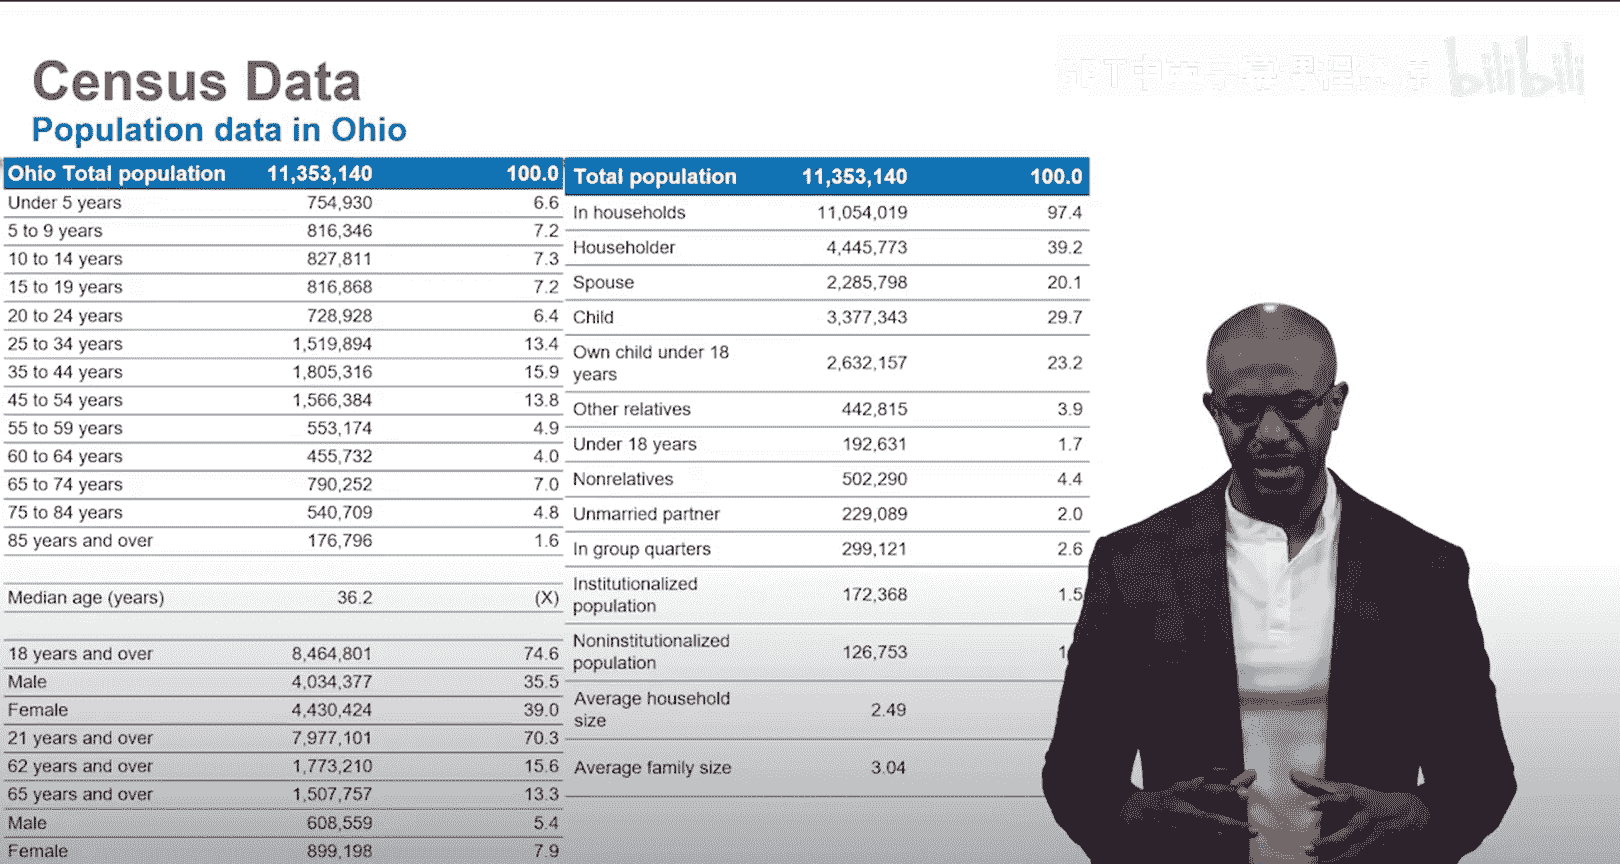 Census Data
Population data in Ohio
Ohio Total population 11,353,140 100.0
Under 5 years 754,930 6.6
5 to 9 years 816,346 7.2
10 to 14 years 827,811 7.3
15 to 19 years 816,868 7.2
20 to 24 years 728,928 6.4
25 to 34 years 1,519,894 13.4
35 to 44 years 1,805,316 15.9
45 to 54 years 1,566,384 13.8
55 to 59 years 553,174 4.9
60 to 64 years 455,732 4.0
65 to 74 years 790,252 7.0
75 to 84 years 540,709 4.8
85 years and over 176,796 1.6
Median age (years) 36.2 (X)
18 years and over 8,464,801 74.6
Male 4,034,377 35.5
Female 4,430,424 39.0
21 years and over 7,977,101 70.3
62 years and over 1,773,210 15.6
65 years and over 1,507,757 13.3
Male 608,559 5.4
Female 899,198 7.9
Total population 11,353,140 100.0
In households 11,054,019 97.4
Householder 4,445,773 39.2
Spouse 2,285,798 20.1
Child 3,377,343 29.7
Own child under 18
years 2,632,157 23.2
Other relatives 442,815 3.9
Under 18 years 192,631 1.7
Nonrelatives 502,290 4.4
Unmarried partner 229,089 2.0
In group quarters 299,121 2.6
Institutionalized
population 172,368 1.5
Noninstitutionalized
population 126,753
Average household
size 2.49
Average family size 3.04
bilibili